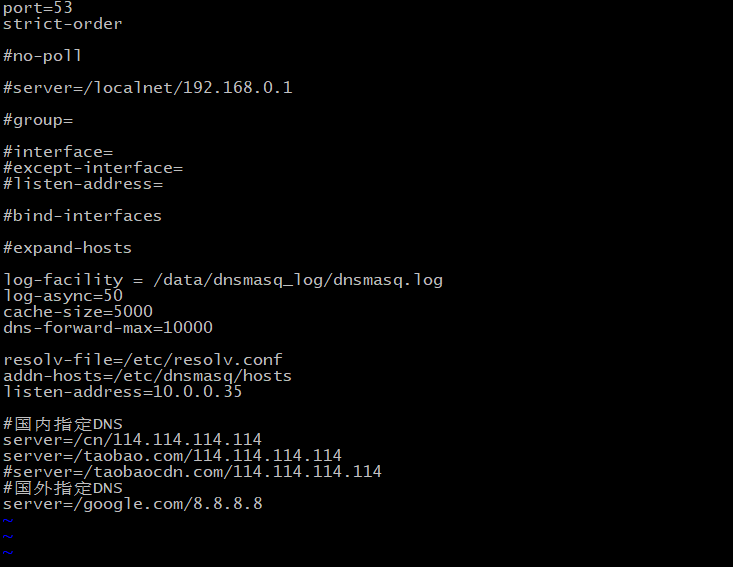 port=53
strict-order
#no-poll
#server=/localnet/192.168.0.1
#group=
#interface=
#except-interface=
#listen-address=
#bind-interfaces
#expand-hosts
log-facility = /data/dnsmasq_log/dnsmasq.log
log-async=50
cache-size=5000
dns-forward-max=10000
resolv-file=/etc/resolv.conf
addn-hosts=/etc/dnsmasq/hosts
listen-address=10.0.0.35
#国内指定DNS
server=/cn/114.114.114.114
server=/taobao.com/114.114.114.114
#server=/taobaocdn.com/114.114.114.114
#国外指定DNS
server=/google.com/8.8.8.8
~
~
~